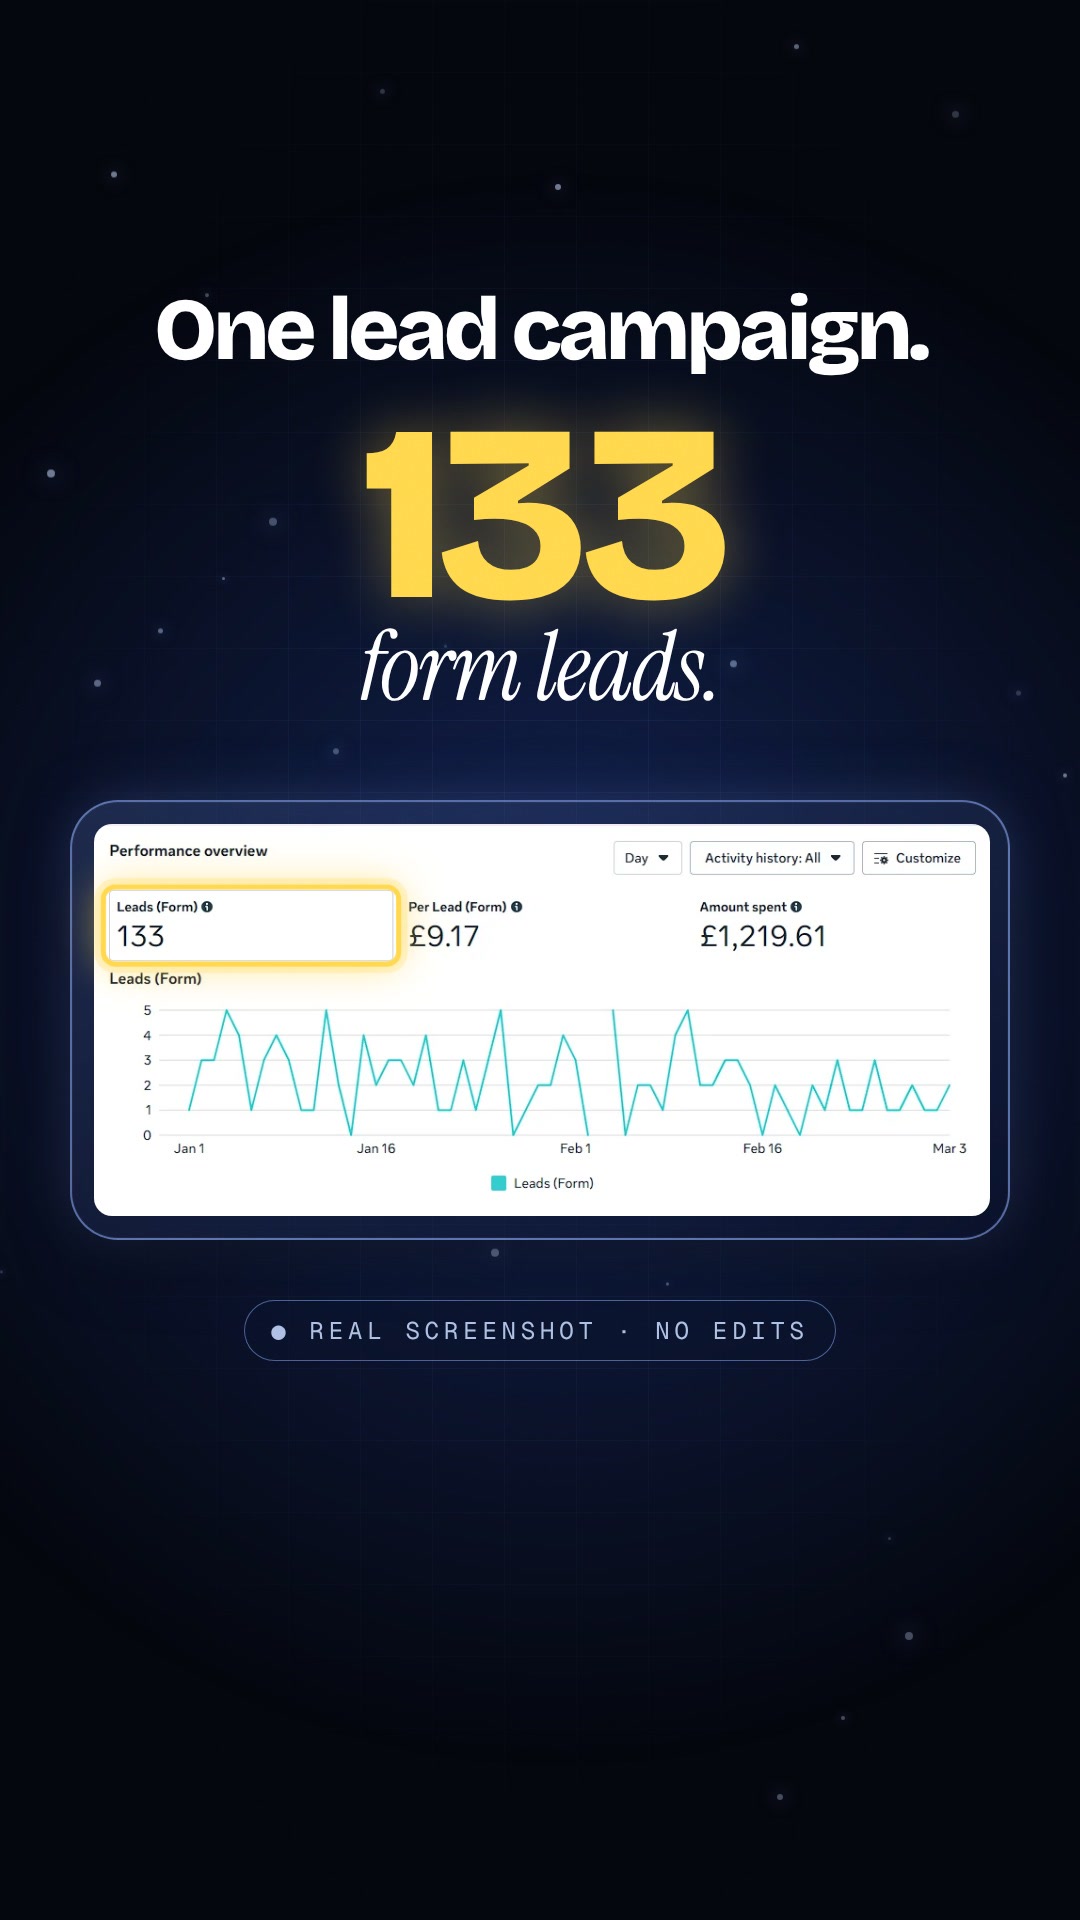 One lead campaign.
133
form leads.
Performance overview
Day
Activity history: All
Customize
Leads (Form)
133
Per Lead (Form)
£9.17
Amount spent
£1,219.61
Leads (Form)
5
4
3
2
1
0
Jan 1
Jan 16
Feb 1
Feb 16
Mar 3
Leads (Form)
REAL SCREENSHOT · NO EDITS